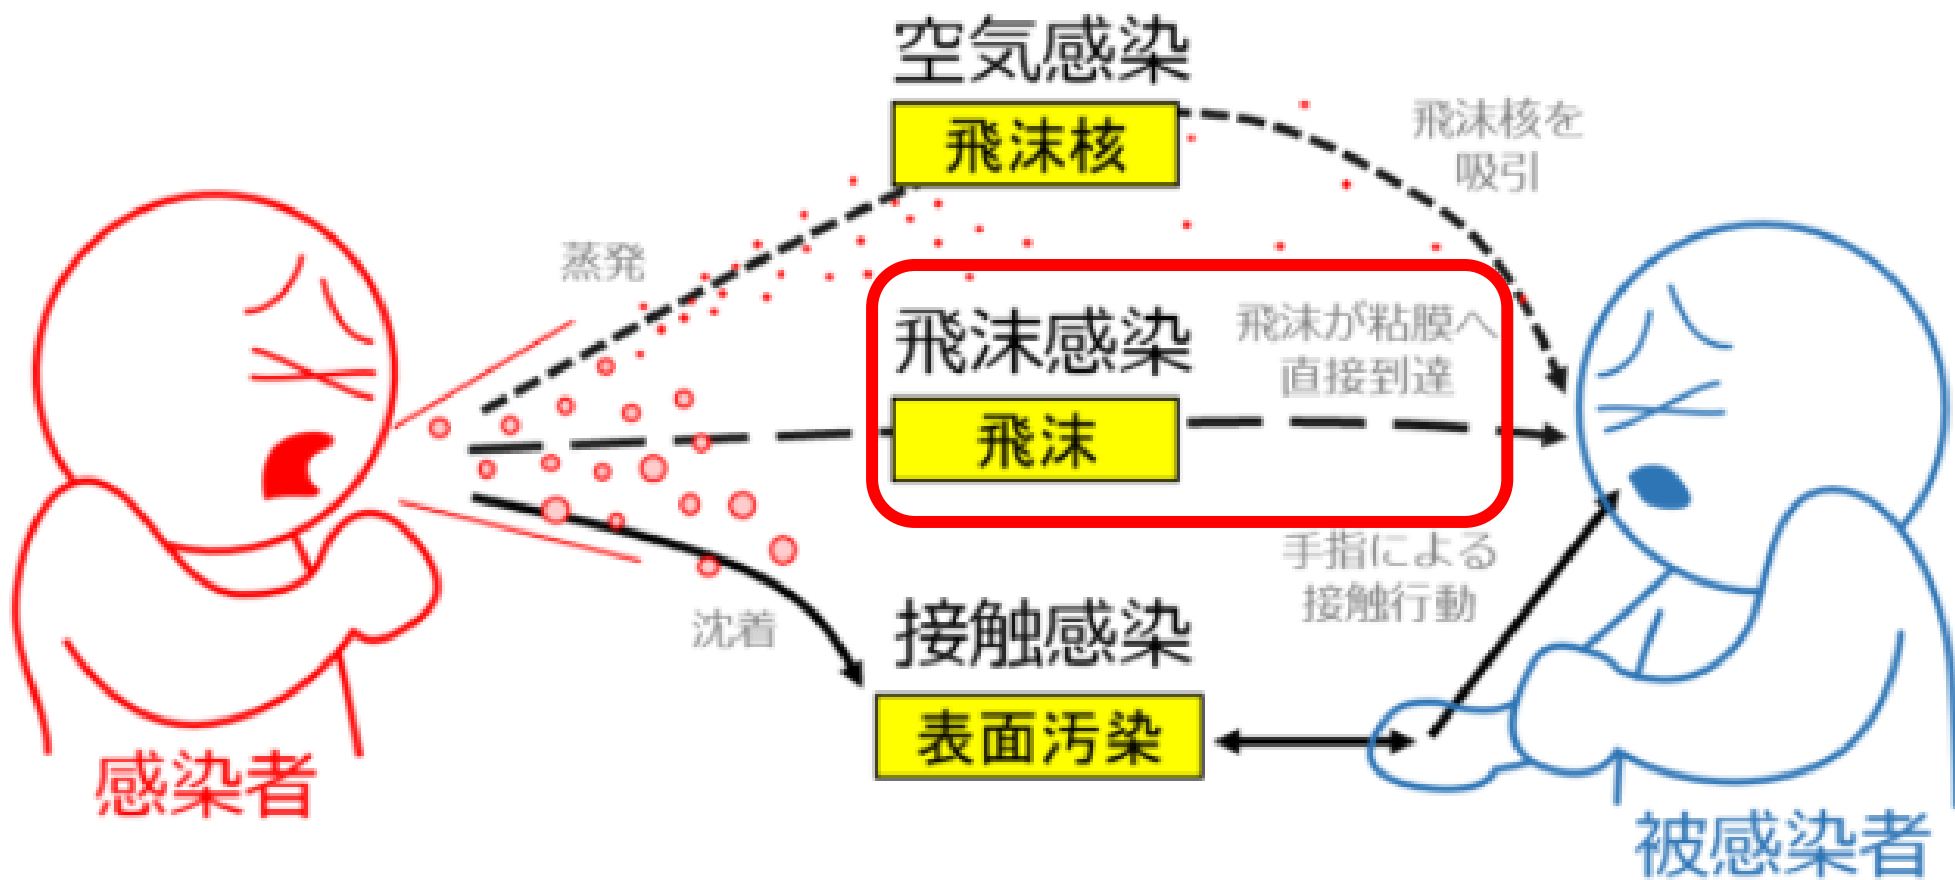 空気感染
飛沫核
飛沫核を
吸引
蒸発
飛沫感染
飛沫が粘膜へ
直接到達
飛沫
手指による
接触行動
沈着
接触感染
表面汚染
感染者
被感染者